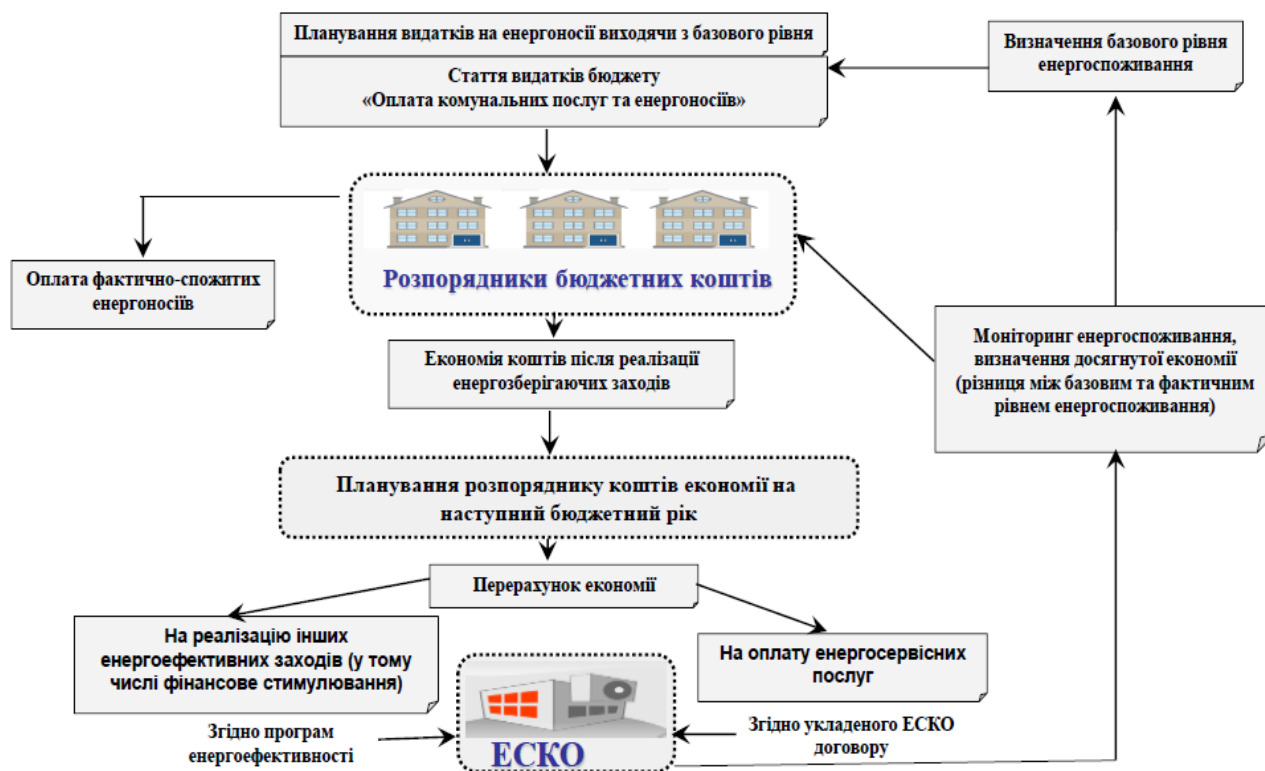 Планування видатків на енергоносії виходячи з базового рівня
Стаття видатків бюджету
«Оплата комунальних послуг та енергоносіїв»
Визначення базового рівня
енергоспоживання
Розпорядники бюджетних коштів
Оплата фактично-спожитих
енергоносіїв
Моніторинг енергоспоживання,
визначення досягнутої економії
(різниця між базовим та фактичним
рівнем енергоспоживання)
Економія коштів після реалізації
енергозберігаючих заходів
Планування розпоряднику коштів економії на
наступний бюджетний рік
Перерахунок економії
На реалізацію інших
енергоефективних заходів (у тому
числі фінансове стимулювання)
На оплату енергосервісних
послуг
Згідно програм
енергоефективності
ЕСКО
Згідно укладеного ЕСКО
договору